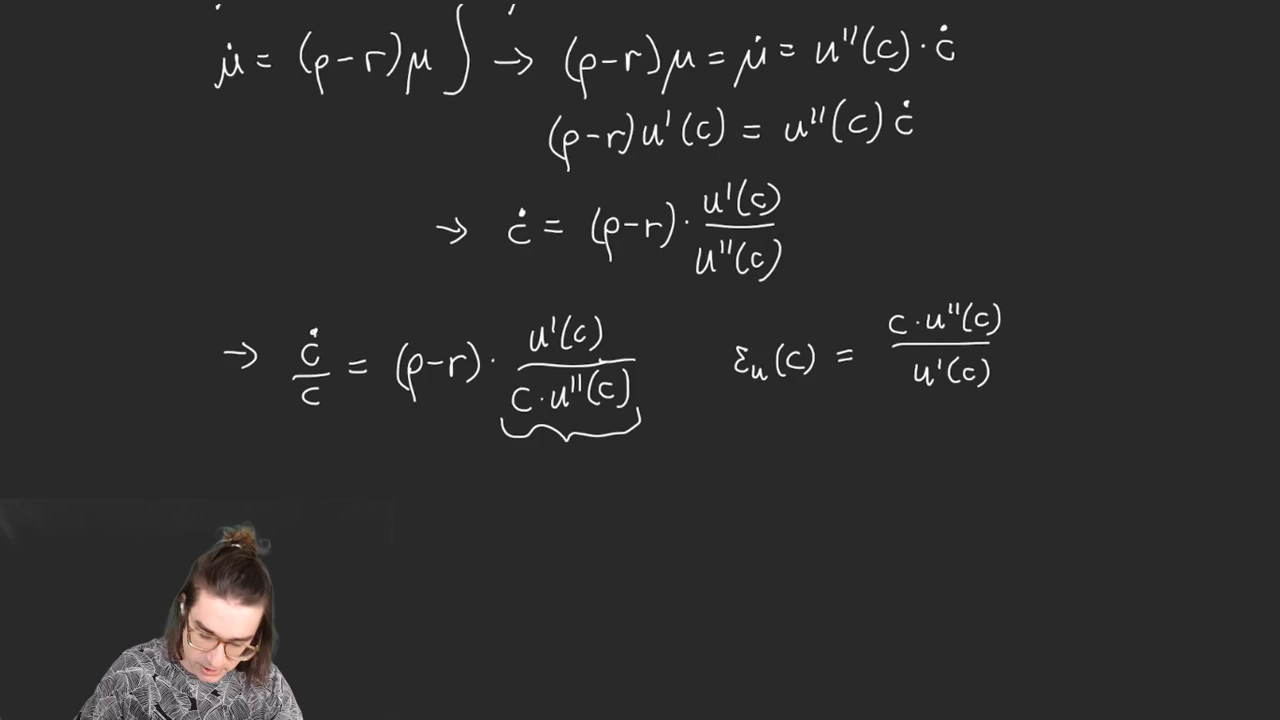 μ̇ = (ρ-r)μ } → (ρ-r)μ = μ̇ = u''(c)·ċ
(ρ-r)u'(c) = u''(c)ċ
→ ċ = (ρ-r)· u'(c)/u''(c)
→ ċ/c = (ρ-r)· u'(c)/(c·u''(c)) ε_u(c) = (c·u''(c))/u'(c)